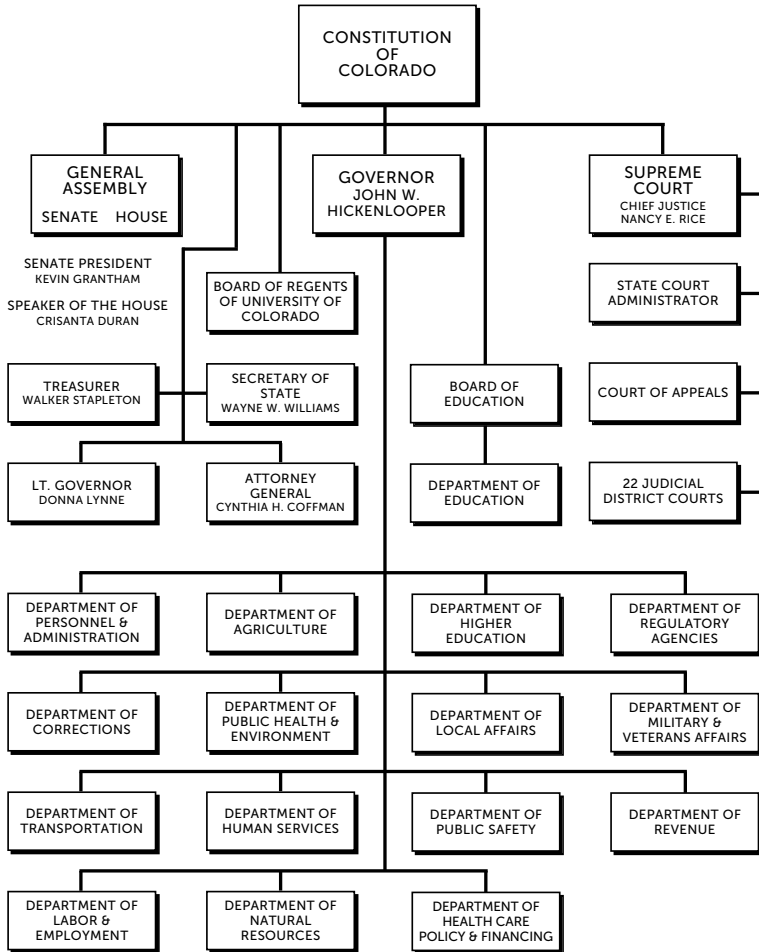 CONSTITUTION
OF
COLORADO
GENERAL
ASSEMBLY
SENATE HOUSE
GOVERNOR
JOHN W.
HICKENLOOPER
SUPREME
COURT
CHIEF JUSTICE
NANCY E. RICE
SENATE PRESIDENT
KEVIN GRANTHAM
SPEAKER OF THE HOUSE
CRISANTA DURAN
BOARD OF REGENTS
OF UNIVERSITY OF
COLORADO
STATE COURT
ADMINISTRATOR
TREASURER
WALKER STAPLETON
SECRETARY OF
STATE
WAYNE W. WILLIAMS
BOARD OF
EDUCATION
COURT OF APPEALS
LT. GOVERNOR
DONNA LYNNE
ATTORNEY
GENERAL
CYNTHIA H. COFFMAN
DEPARTMENT OF
EDUCATION
22 JUDICIAL
DISTRICT COURTS
DEPARTMENT OF
PERSONNEL &
ADMINISTRATION
DEPARTMENT OF
AGRICULTURE
DEPARTMENT OF
HIGHER
EDUCATION
DEPARTMENT OF
REGULATORY
AGENCIES
DEPARTMENT OF
CORRECTIONS
DEPARTMENT OF
PUBLIC HEALTH &
ENVIRONMENT
DEPARTMENT OF
LOCAL AFFAIRS
DEPARTMENT OF
MILITARY &
VETERANS AFFAIRS
DEPARTMENT OF
TRANSPORTATION
DEPARTMENT OF
HUMAN SERVICES
DEPARTMENT OF
PUBLIC SAFETY
DEPARTMENT OF
REVENUE
DEPARTMENT OF
LABOR &
EMPLOYMENT
DEPARTMENT OF
NATURAL
RESOURCES
DEPARTMENT OF
HEALTH CARE
POLICY & FINANCING